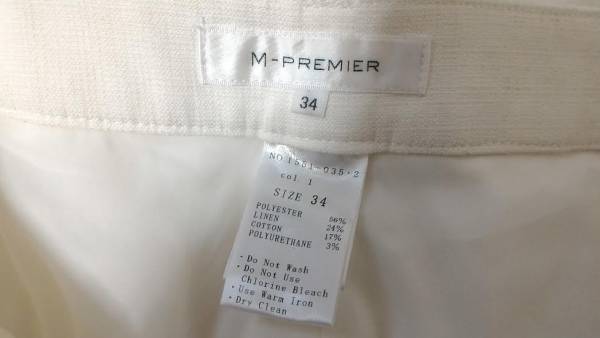 M-PREMIER
34
NO 1551-035-2
col 1
SIZE 34
POLYESTER 56%
LINEN 24%
COTTON 17%
POLYURETHANE 3%
・Do Not Wash
・Do Not Use
Chlorine Bleach
・Use Warm Iron
・Dry Clean